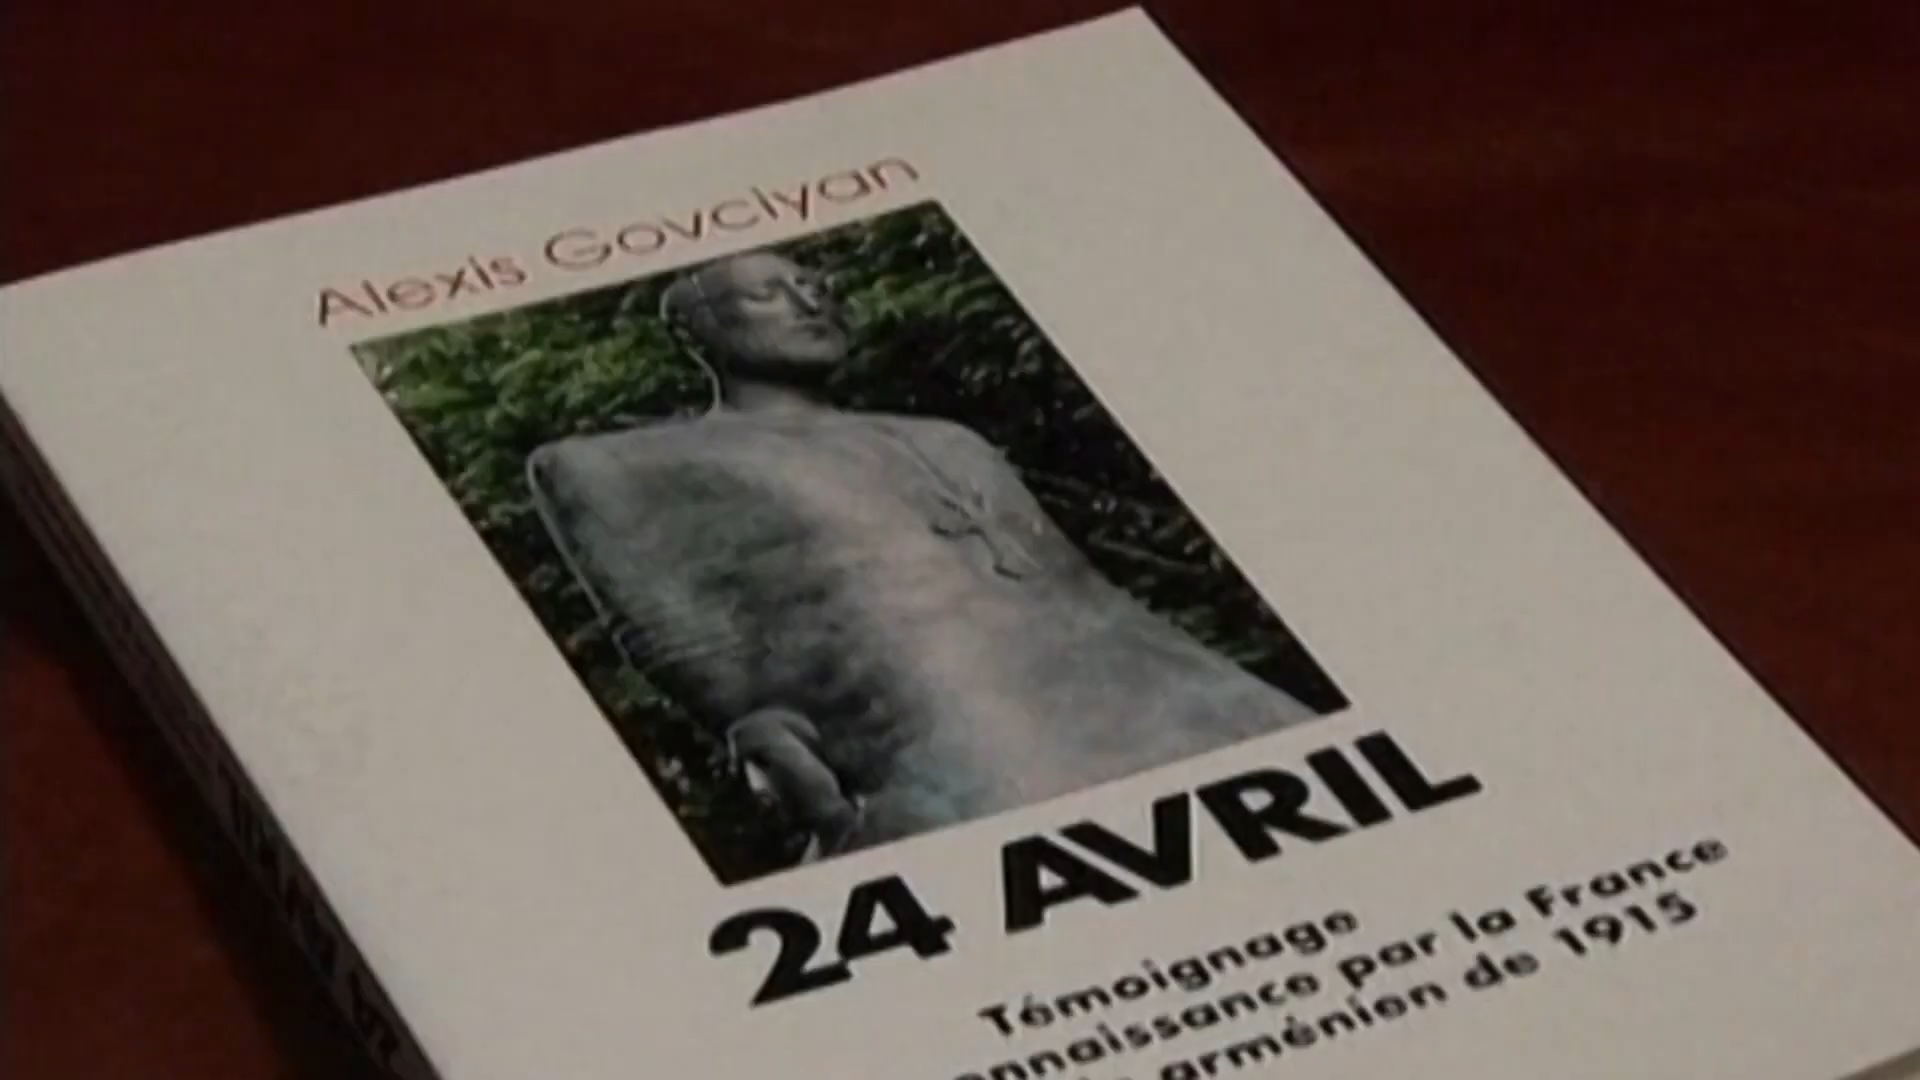 Alexis Govciyan
24 AVRIL
Témoignage
onnaissance par la France
arménien de 1915